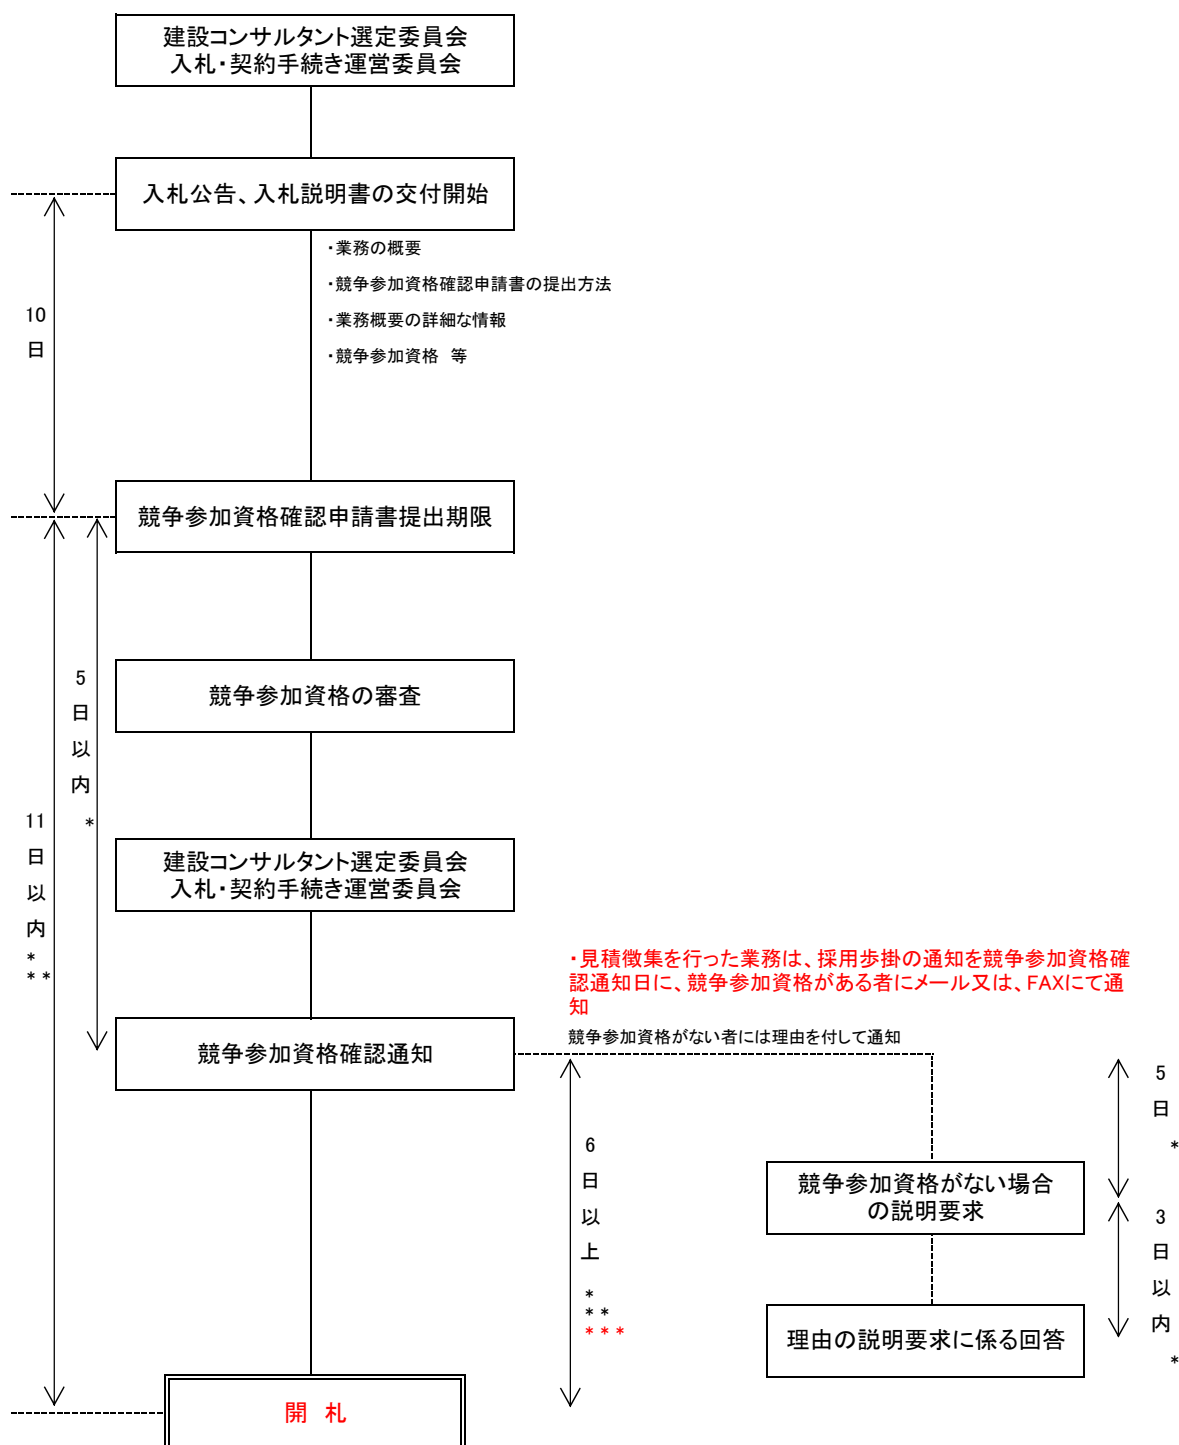 建設コンサルタント選定委員会
入札・契約手続き運営委員会
入札公告、入札説明書の交付開始
・業務の概要
・競争参加資格確認申請書の提出方法
・業務概要の詳細な情報
・競争参加資格　等
10
日
競争参加資格確認申請書提出期限
競争参加資格の審査
5
日
以
内
*
11
日
以
内
*
* *
建設コンサルタント選定委員会
入札・契約手続き運営委員会
・見積徴集を行った業務は、採用歩掛の通知を競争参加資格確
認通知日に、競争参加資格がある者にメール又は、FAXにて通
知
競争参加資格がない者には理由を付して通知
競争参加資格確認通知
6
日
以
上
*
* *
* * *
5
日
*
競争参加資格がない場合
の説明要求
3
日
以
内
*
理由の説明要求に係る回答
開　札